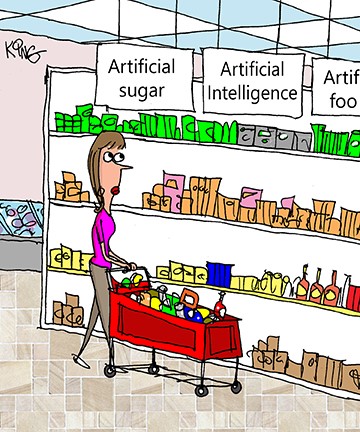 KING
Artificial
sugar
Artificial
Intelligence
Artif
foo